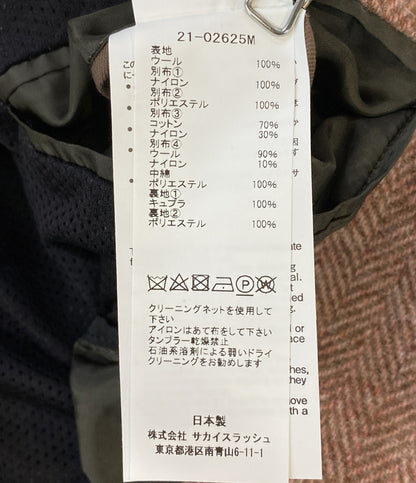 21-02625M
表地
ウール 100%
別布①
ナイロン 100%
別布②
ポリエステル 100%
別布③
コットン 70%
ナイロン 30%
別布④
ウール 90%
ナイロン 10%
中綿
ポリエステル 100%
裏地①
キュプラ 100%
裏地②
ポリエステル 100%
クリーニングネットを使用して
下さい
アイロンはあて布をして下さい
タンブラー乾燥禁止
石油系溶剤による弱いドライ
クリーニングをお勧めします
日本製
株式会社 サカイスラッシュ
東京都港区南青山6-11-1